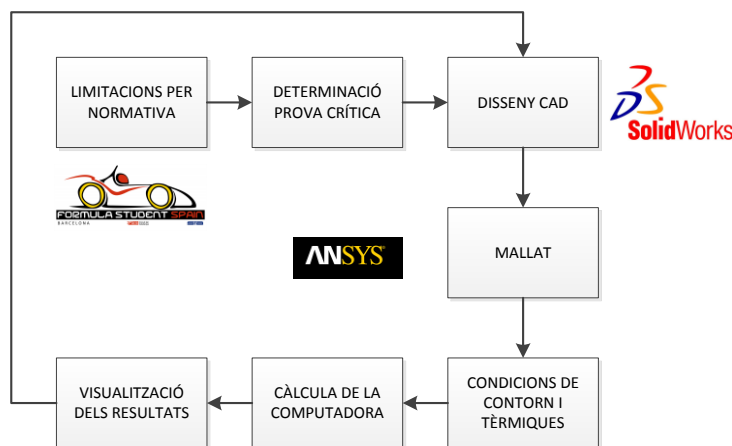 LIMITACIONS PER
NORMATIVA
DETERMINACIÓ
PROVA CRÍTICA
DISSENY CAD
SolidWorks
FORMULA STUDENT SPAIN
BARCELONA
ANSYS
MALLAT
VISUALITZACIÓ
DELS RESULTATS
CÀLCULA DE LA
COMPUTADORA
CONDICIONS DE
CONTORN I
TÈRMIQUES